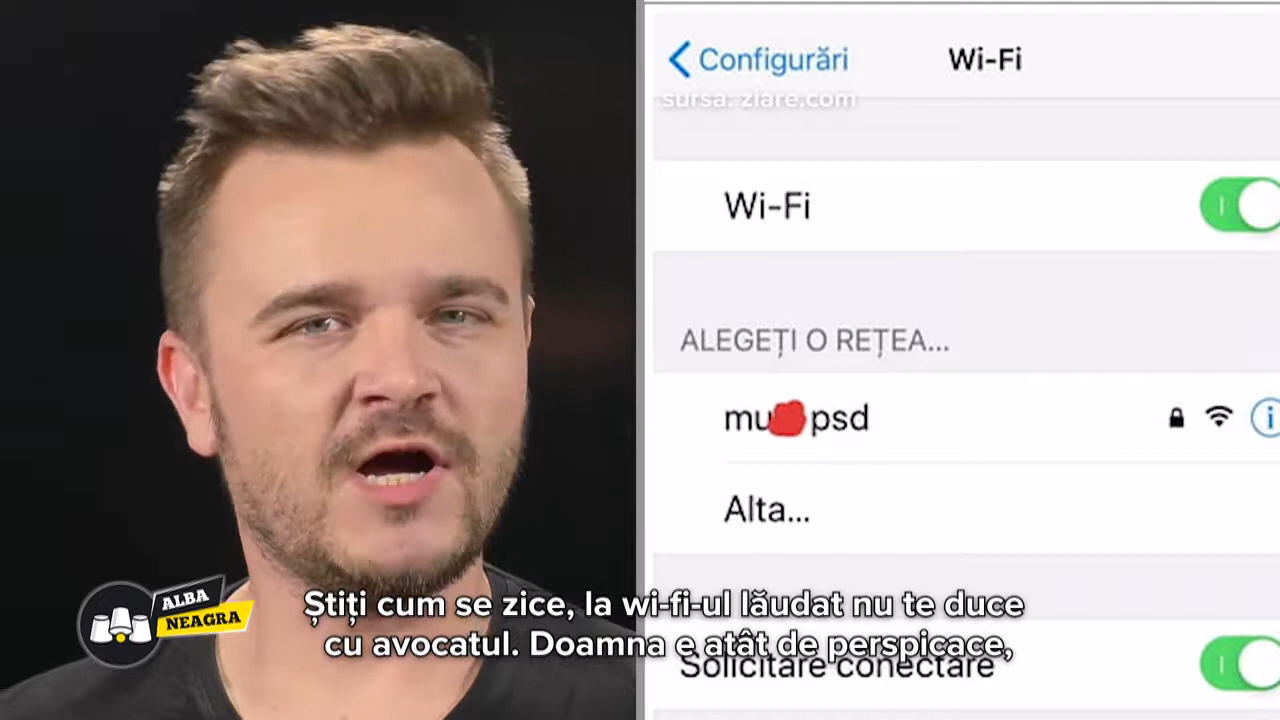 Configurări
Wi-Fi
sursa: ziare.com
Wi-Fi
ALEGEȚI O REȚEA...
mu psd
Alta...
Solicitare conectare
ALBA
NEAGRA
Știți cum se zice, la wi-fi-ul lăudat nu te duce
cu avocatul. Doamna e atât de perspicace,